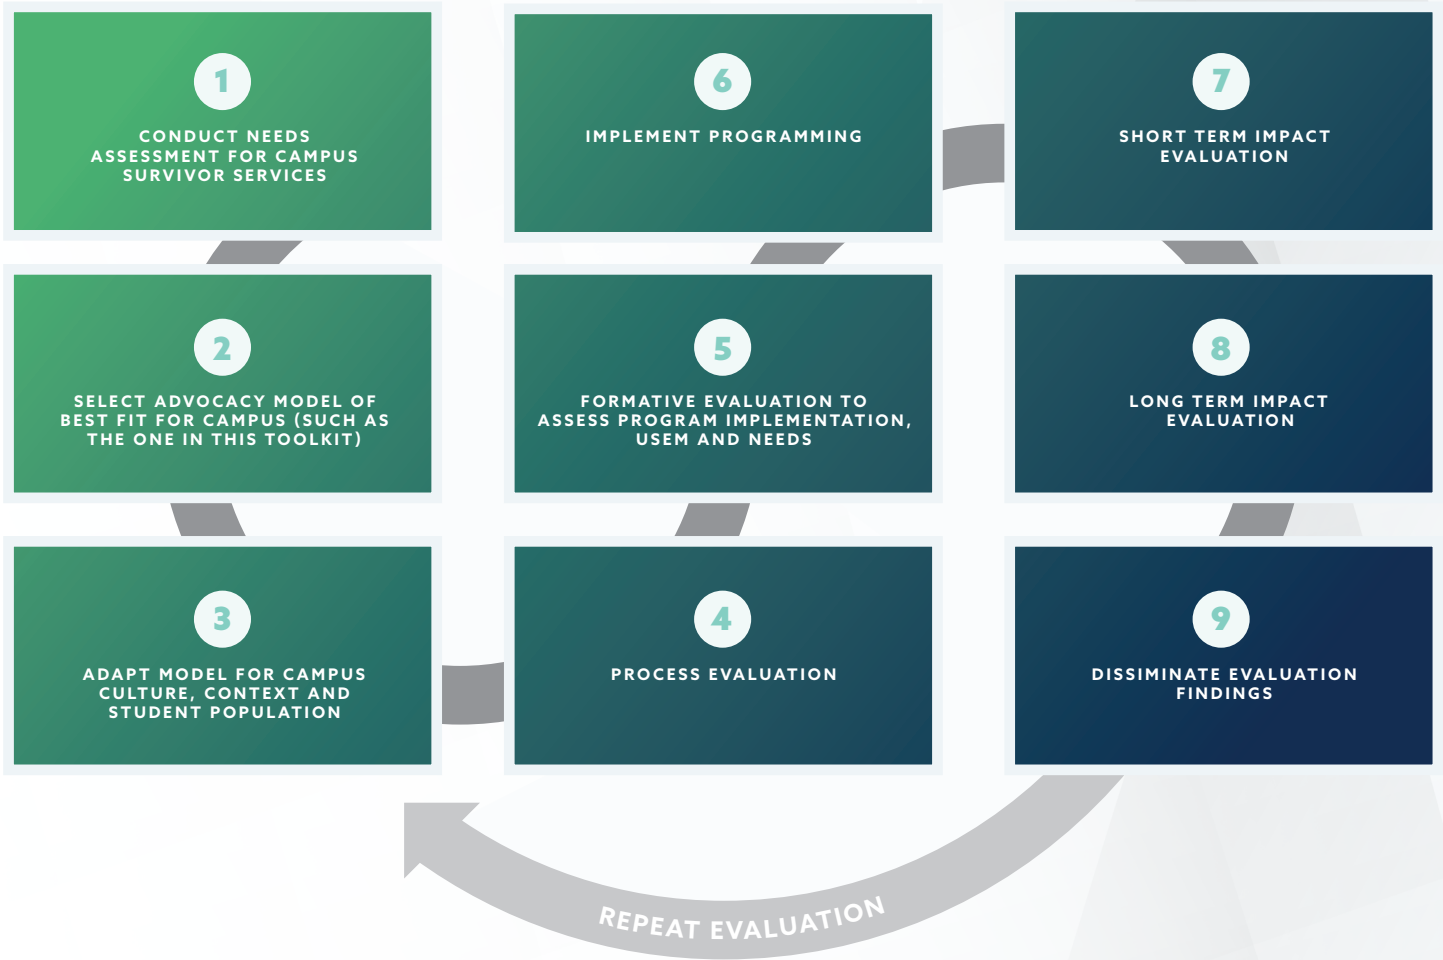 1
CONDUCT NEEDS
ASSESSMENT FOR CAMPUS
SURVIVOR SERVICES
2
SELECT ADVOCACY MODEL OF
BEST FIT FOR CAMPUS (SUCH AS
THE ONE IN THIS TOOLKIT)
3
ADAPT MODEL FOR CAMPUS
CULTURE, CONTEXT AND
STUDENT POPULATION
4
PROCESS EVALUATION
5
FORMATIVE EVALUATION TO
ASSESS PROGRAM IMPLEMENTATION,
USEM AND NEEDS
6
IMPLEMENT PROGRAMMING
7
SHORT TERM IMPACT
EVALUATION
8
LONG TERM IMPACT
EVALUATION
9
DISSIMINATE EVALUATION
FINDINGS
REPEAT EVALUATION